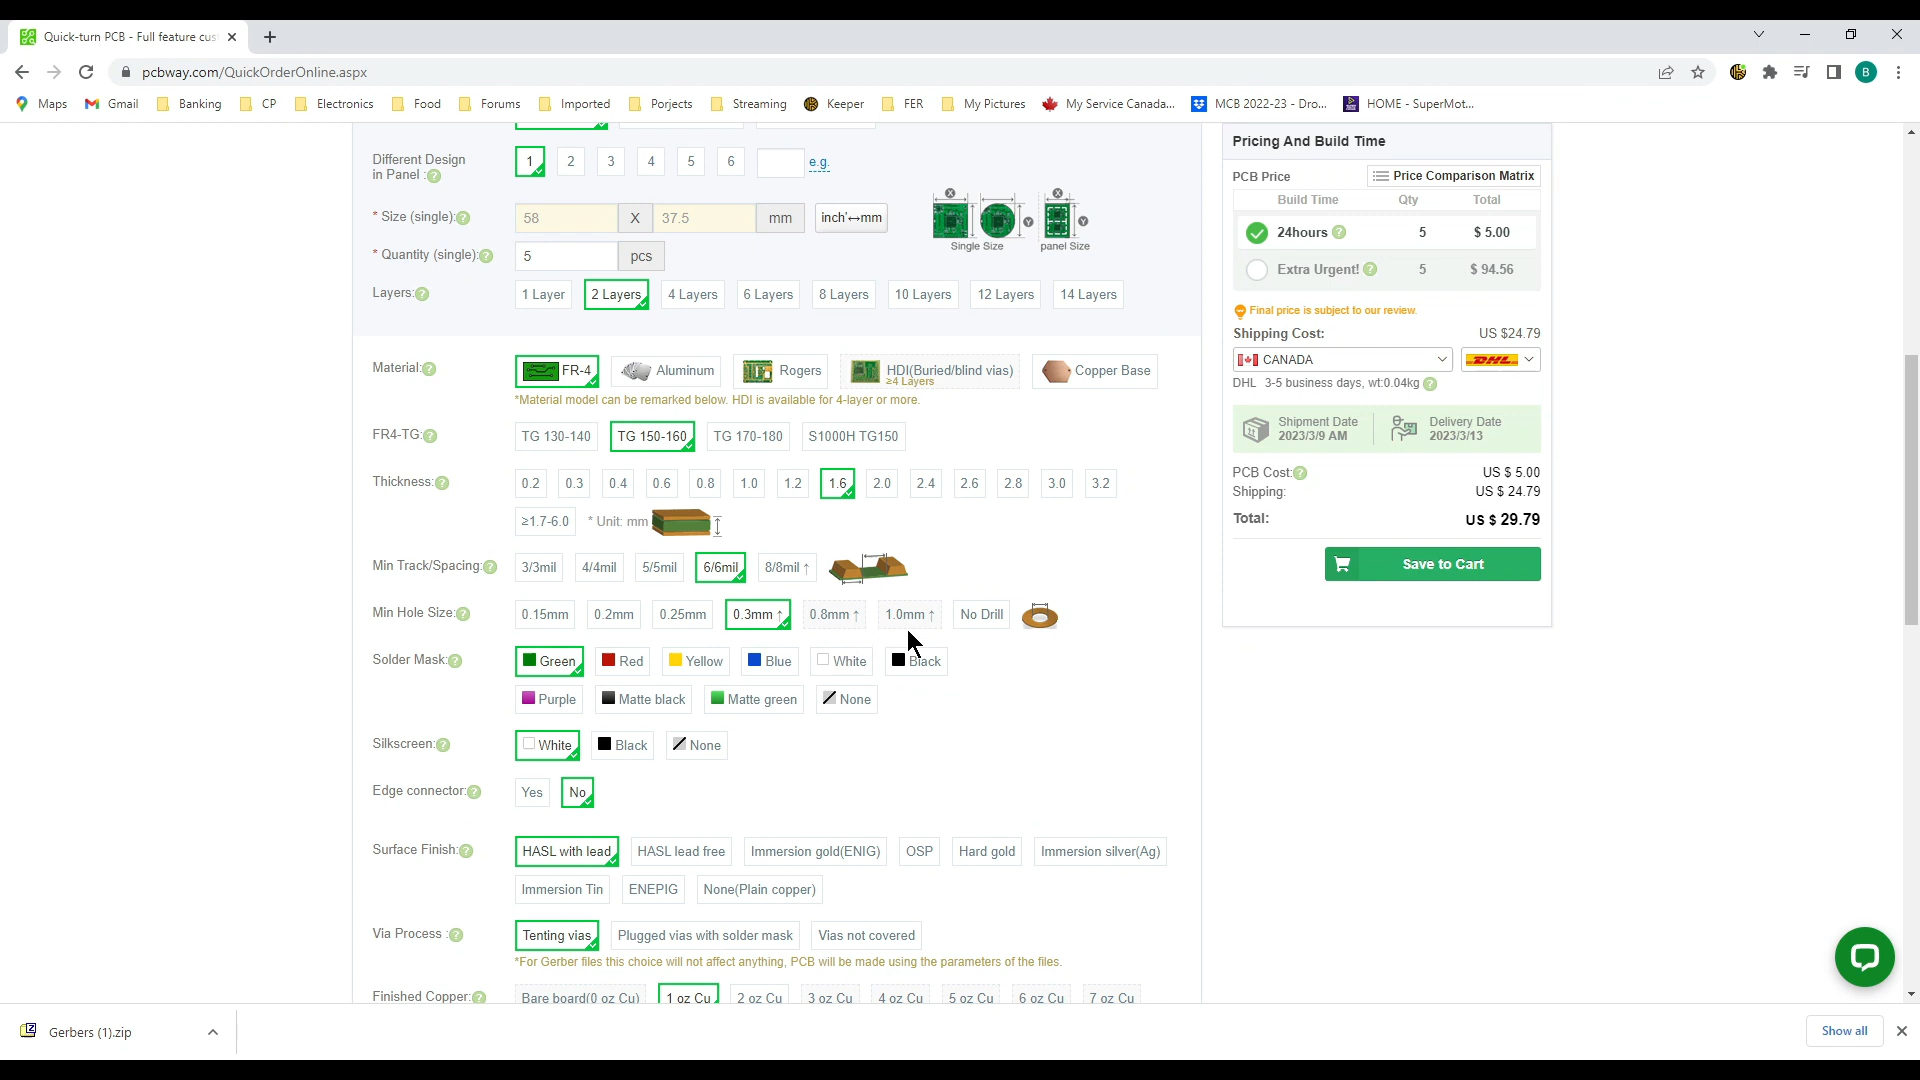 Quick-turn PCB - Full feature cus
pcbway.com/QuickOrderOnline.aspx
B
Maps Gmail Banking CP Electronics Food Forums Imported Porjects Streaming Keeper FER My Pictures My Service Canada... MCB 2022-23 - Dro... HOME - SuperMot...
Different Design
in Panel :? 1 2 3 4 5 6 e.g.
* Size (single):? 58 X 37.5 mm inch'↔mm
X X
Y Y
Single Size panel Size
* Quantity (single):? 5 pcs
Layers:? 1 Layer 2 Layers 4 Layers 6 Layers 8 Layers 10 Layers 12 Layers 14 Layers
Material:? FR-4 Aluminum Rogers HDI(Buried/blind vias) Copper Base
≥4 Layers
*Material model can be remarked below. HDI is available for 4-layer or more.
FR4-TG:? TG 130-140 TG 150-160 TG 170-180 S1000H TG150
Thickness:? 0.2 0.3 0.4 0.6 0.8 1.0 1.2 1.6 2.0 2.4 2.6 2.8 3.0 3.2
≥1.7-6.0 * Unit: mm
Min Track/Spacing:? 3/3mil 4/4mil 5/5mil 6/6mil 8/8mil ↑
Min Hole Size:? 0.15mm 0.2mm 0.25mm 0.3mm ↑ 0.8mm ↑ 1.0mm ↑ No Drill
Solder Mask:? Green Red Yellow Blue White Black
Purple Matte black Matte green None
Silkscreen:? White Black None
Edge connector:? Yes No
Surface Finish:? HASL with lead HASL lead free Immersion gold(ENIG) OSP Hard gold Immersion silver(Ag)
Immersion Tin ENEPIG None(Plain copper)
Via Process :? Tenting vias Plugged vias with solder mask Vias not covered
*For Gerber files this choice will not affect anything, PCB will be made using the parameters of the files.
Finished Copper:? Bare board(0 oz Cu) 1 oz Cu 2 oz Cu 3 oz Cu 4 oz Cu 5 oz Cu 6 oz Cu 7 oz Cu
Pricing And Build Time
PCB Price Price Comparison Matrix
Build Time Qty Total
24hours ? 5 $ 5.00
Extra Urgent! ? 5 $ 94.56
Final price is subject to our review.
Shipping Cost: US $24.79
CANADA DHL
DHL 3-5 business days, wt:0.04kg ?
Shipment Date Delivery Date
2023/3/9 AM 2023/3/13
PCB Cost:? US $ 5.00
Shipping: US $ 24.79
Total: US $ 29.79
Save to Cart
Gerbers (1).zip
Show all